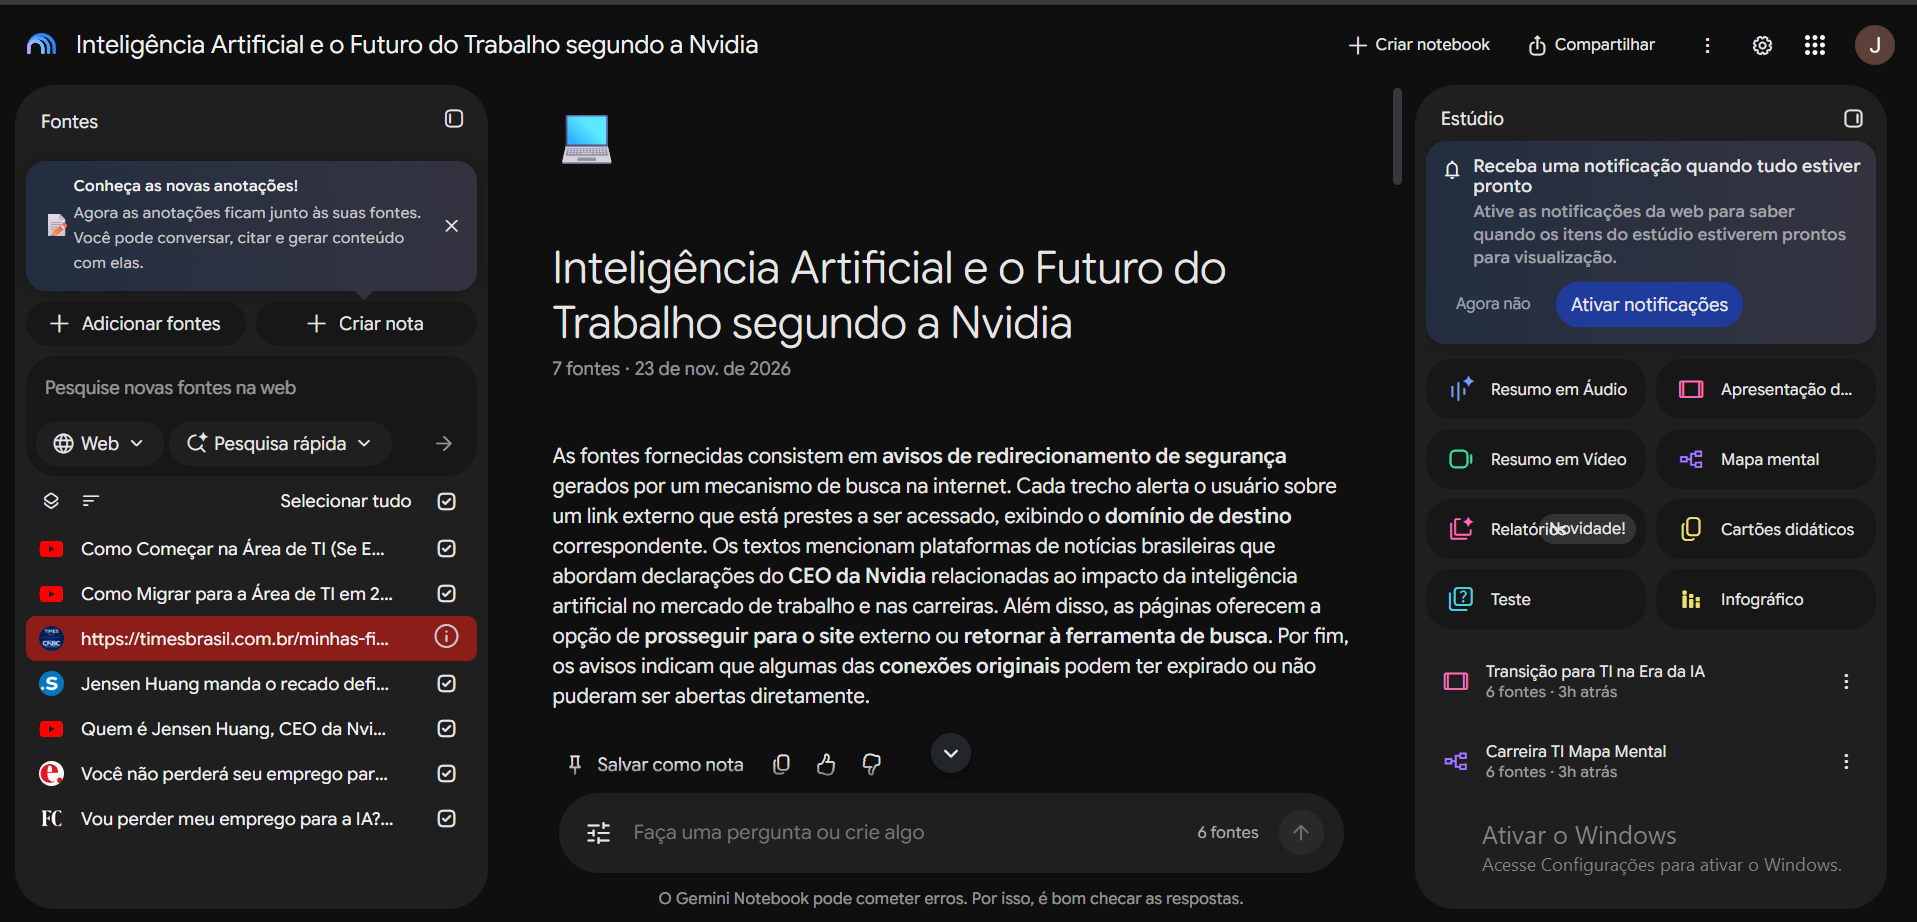 Inteligência Artificial e o Futuro do Trabalho segundo a Nvidia
Criar notebook
Compartilhar
J
Fontes
Conheça as novas anotações!
Agora as anotações ficam junto às suas fontes.
Você pode conversar, citar e gerar conteúdo
com elas.
Adicionar fontes
Criar nota
Pesquise novas fontes na web
Web
Pesquisa rápida
Selecionar tudo
Como Começar na Área de TI (Se E...
Como Migrar para a Área de TI em 2...
https://timesbrasil.com.br/minhas-fi...
Jensen Huang manda o recado defi...
Quem é Jensen Huang, CEO da Nvi...
Você não perderá seu emprego par...
FC Vou perder meu emprego para a IA?...
Inteligência Artificial e o Futuro do
Trabalho segundo a Nvidia
7 fontes · 23 de nov. de 2026
As fontes fornecidas consistem em avisos de redirecionamento de segurança
gerados por um mecanismo de busca na internet. Cada trecho alerta o usuário sobre
um link externo que está prestes a ser acessado, exibindo o domínio de destino
correspondente. Os textos mencionam plataformas de notícias brasileiras que
abordam declarações do CEO da Nvidia relacionadas ao impacto da inteligência
artificial no mercado de trabalho e nas carreiras. Além disso, as páginas oferecem a
opção de prosseguir para o site externo ou retornar à ferramenta de busca. Por fim,
os avisos indicam que algumas das conexões originais podem ter expirado ou não
puderam ser abertas diretamente.
Salvar como nota
Faça uma pergunta ou crie algo
6 fontes
O Gemini Notebook pode cometer erros. Por isso, é bom checar as respostas.
Estúdio
Receba uma notificação quando tudo estiver
pronto
Ative as notificações da web para saber
quando os itens do estúdio estiverem prontos
para visualização.
Agora não
Ativar notificações
Resumo em Áudio
Apresentação d...
Resumo em Vídeo
Mapa mental
Relatórios
Novidade!
Cartões didáticos
Teste
Infográfico
Transição para TI na Era da IA
6 fontes · 3h atrás
Carreira TI Mapa Mental
6 fontes · 3h atrás
Ativar o Windows
Acesse Configurações para ativar o Windows.